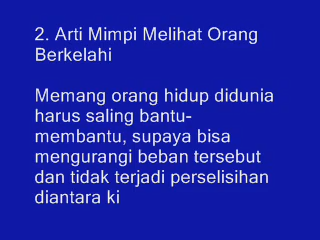 2. Arti Mimpi Melihat Orang
Berkelahi
Memang orang hidup didunia
harus saling bantu-
membantu, supaya bisa
mengurangi beban tersebut
dan tidak terjadi perselisihan
diantara ki